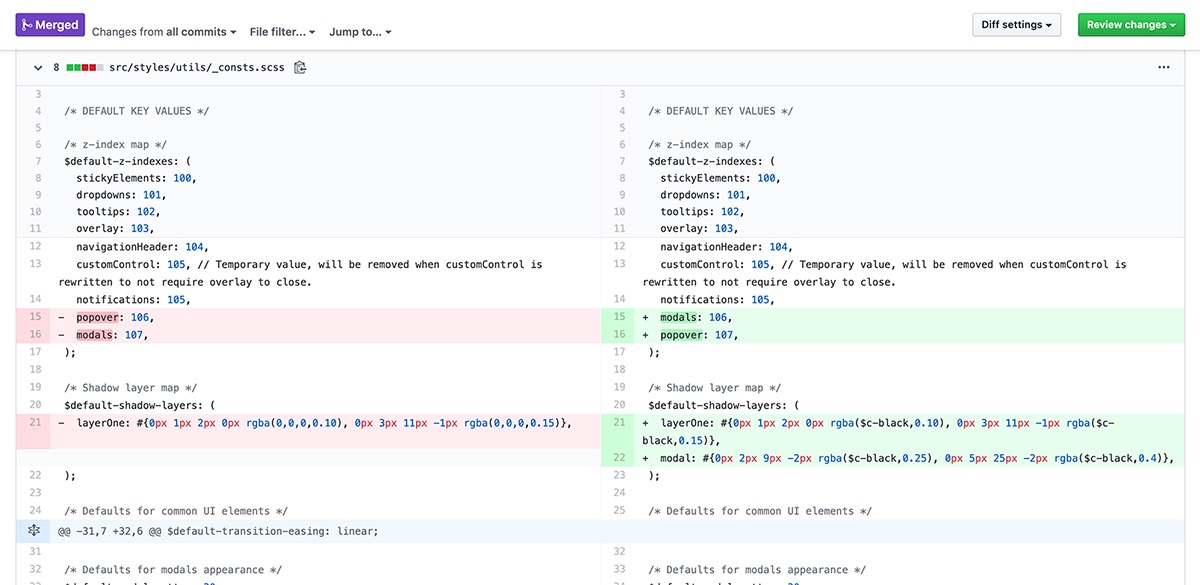 Merged Changes from all commits File filter... Jump to... Diff settings Review changes
8 src/styles/utils/_consts.scss ...
3 3
4 /* DEFAULT KEY VALUES */ 4 /* DEFAULT KEY VALUES */
5 5
6 /* z-index map */ 6 /* z-index map */
7 $default-z-indexes: ( 7 $default-z-indexes: (
8 stickyElements: 100, 8 stickyElements: 100,
9 dropdowns: 101, 9 dropdowns: 101,
10 tooltips: 102, 10 tooltips: 102,
11 overlay: 103, 11 overlay: 103,
12 navigationHeader: 104, 12 navigationHeader: 104,
13 customControl: 105, // Temporary value, will be removed when customControl is 13 customControl: 105, // Temporary value, will be removed when customControl is
rewritten to not require overlay to close. rewritten to not require overlay to close.
14 notifications: 105, 14 notifications: 105,
15 - popover: 106, 15 + modals: 106,
16 - modals: 107, 16 + popover: 107,
17 ); 17 );
18 18
19 /* Shadow layer map */ 19 /* Shadow layer map */
20 $default-shadow-layers: ( 20 $default-shadow-layers: (
21 - layerOne: #{0px 1px 2px 0px rgba(0,0,0,0.10), 0px 3px 11px -1px rgba(0,0,0,0.15)}, 21 + layerOne: #{0px 1px 2px 0px rgba($c-black,0.10), 0px 3px 11px -1px rgba($c-
black,0.15)},
22 + modal: #{0px 2px 9px -2px rgba($c-black,0.25), 0px 5px 25px -2px rgba($c-black,0.4)},
22 ); 23 );
23 24
24 /* Defaults for common UI elements */ 25 /* Defaults for common UI elements */
@@ -31,7 +32,6 @@ $default-transition-easing: linear;
31 32
32 /* Defaults for modals appearance */ 33 /* Defaults for modals appearance */